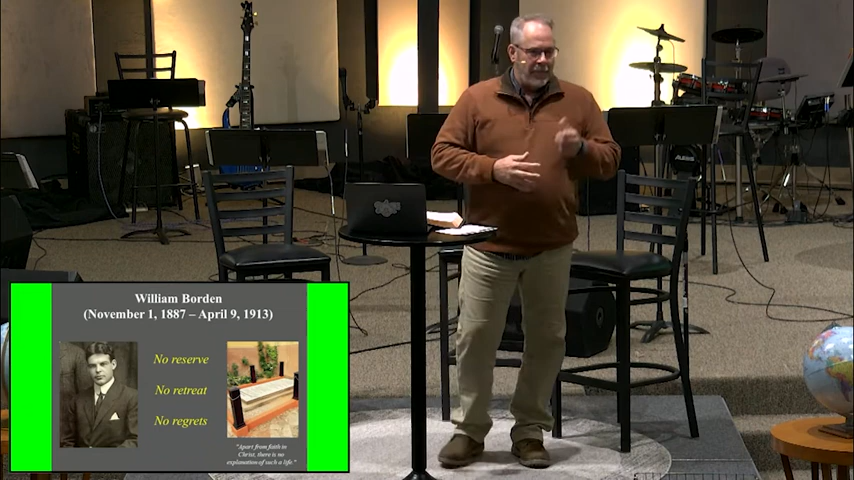 William Borden
(November 1, 1887 – April 9, 1913)
No reserve
No retreat
No regrets
"Apart from faith in
Christ, there is no
explanation of such a life."
ALESIS